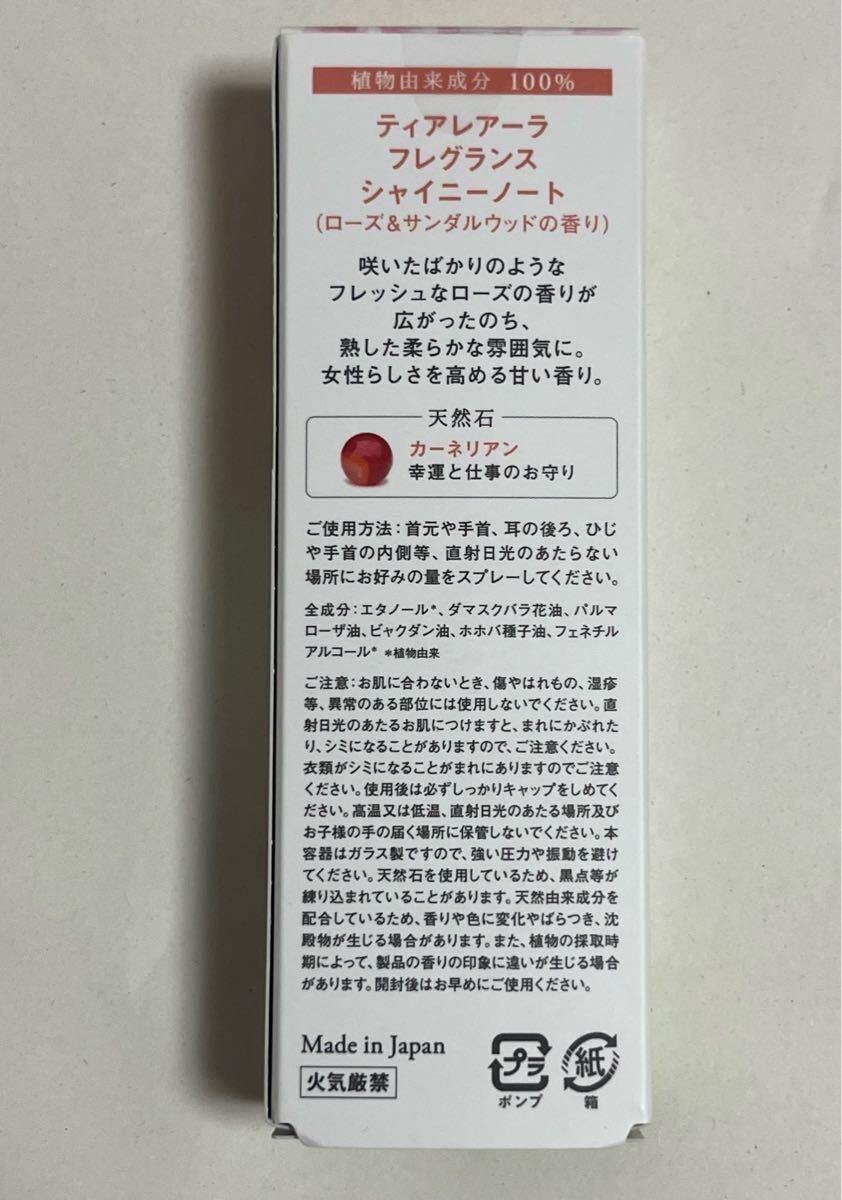 植物由来成分 100%
ティアレアーラ
フレグランス
シャイニーノート
(ローズ&サンダルウッドの香り)
咲いたばかりのような
フレッシュなローズの香りが
広がったのち、
熟した柔らかな雰囲気に。
女性らしさを高める甘い香り。
天然石
カーネリアン
幸運と仕事のお守り
ご使用方法：首元や手首、耳の後ろ、ひじ
や手首の内側等、直射日光のあたらない
場所にお好みの量をスプレーしてください。
全成分：エタノール*、ダマスクバラ花油、パルマ
ローザ油、ビャクダン油、ホホバ種子油、フェネチル
アルコール* *植物由来
ご注意：お肌に合わないとき、傷やはれもの、湿疹
等、異常のある部位には使用しないでください。直
射日光のあたるお肌につけますと、まれにかぶれた
り、シミになることがありますので、ご注意ください。
衣類がシミになることがまれにありますのでご注意
ください。使用後は必ずしっかりキャップをしめてく
ださい。高温又は低温、直射日光のあたる場所及び
お子様の手の届く場所に保管しないでください。本
容器はガラス製ですので、強い圧力や振動を避け
てください。天然石を使用しているため、黒点等が
練り込まれていることがあります。天然由来成分を
配合しているため、香りや色に変化やばらつき、沈
殿物が生じる場合があります。また、植物の採取時
期によって、製品の香りの印象に違いが生じる場合
があります。開封後はお早めにご使用ください。
Made in Japan
火気厳禁
プラ
ポンプ
紙
箱